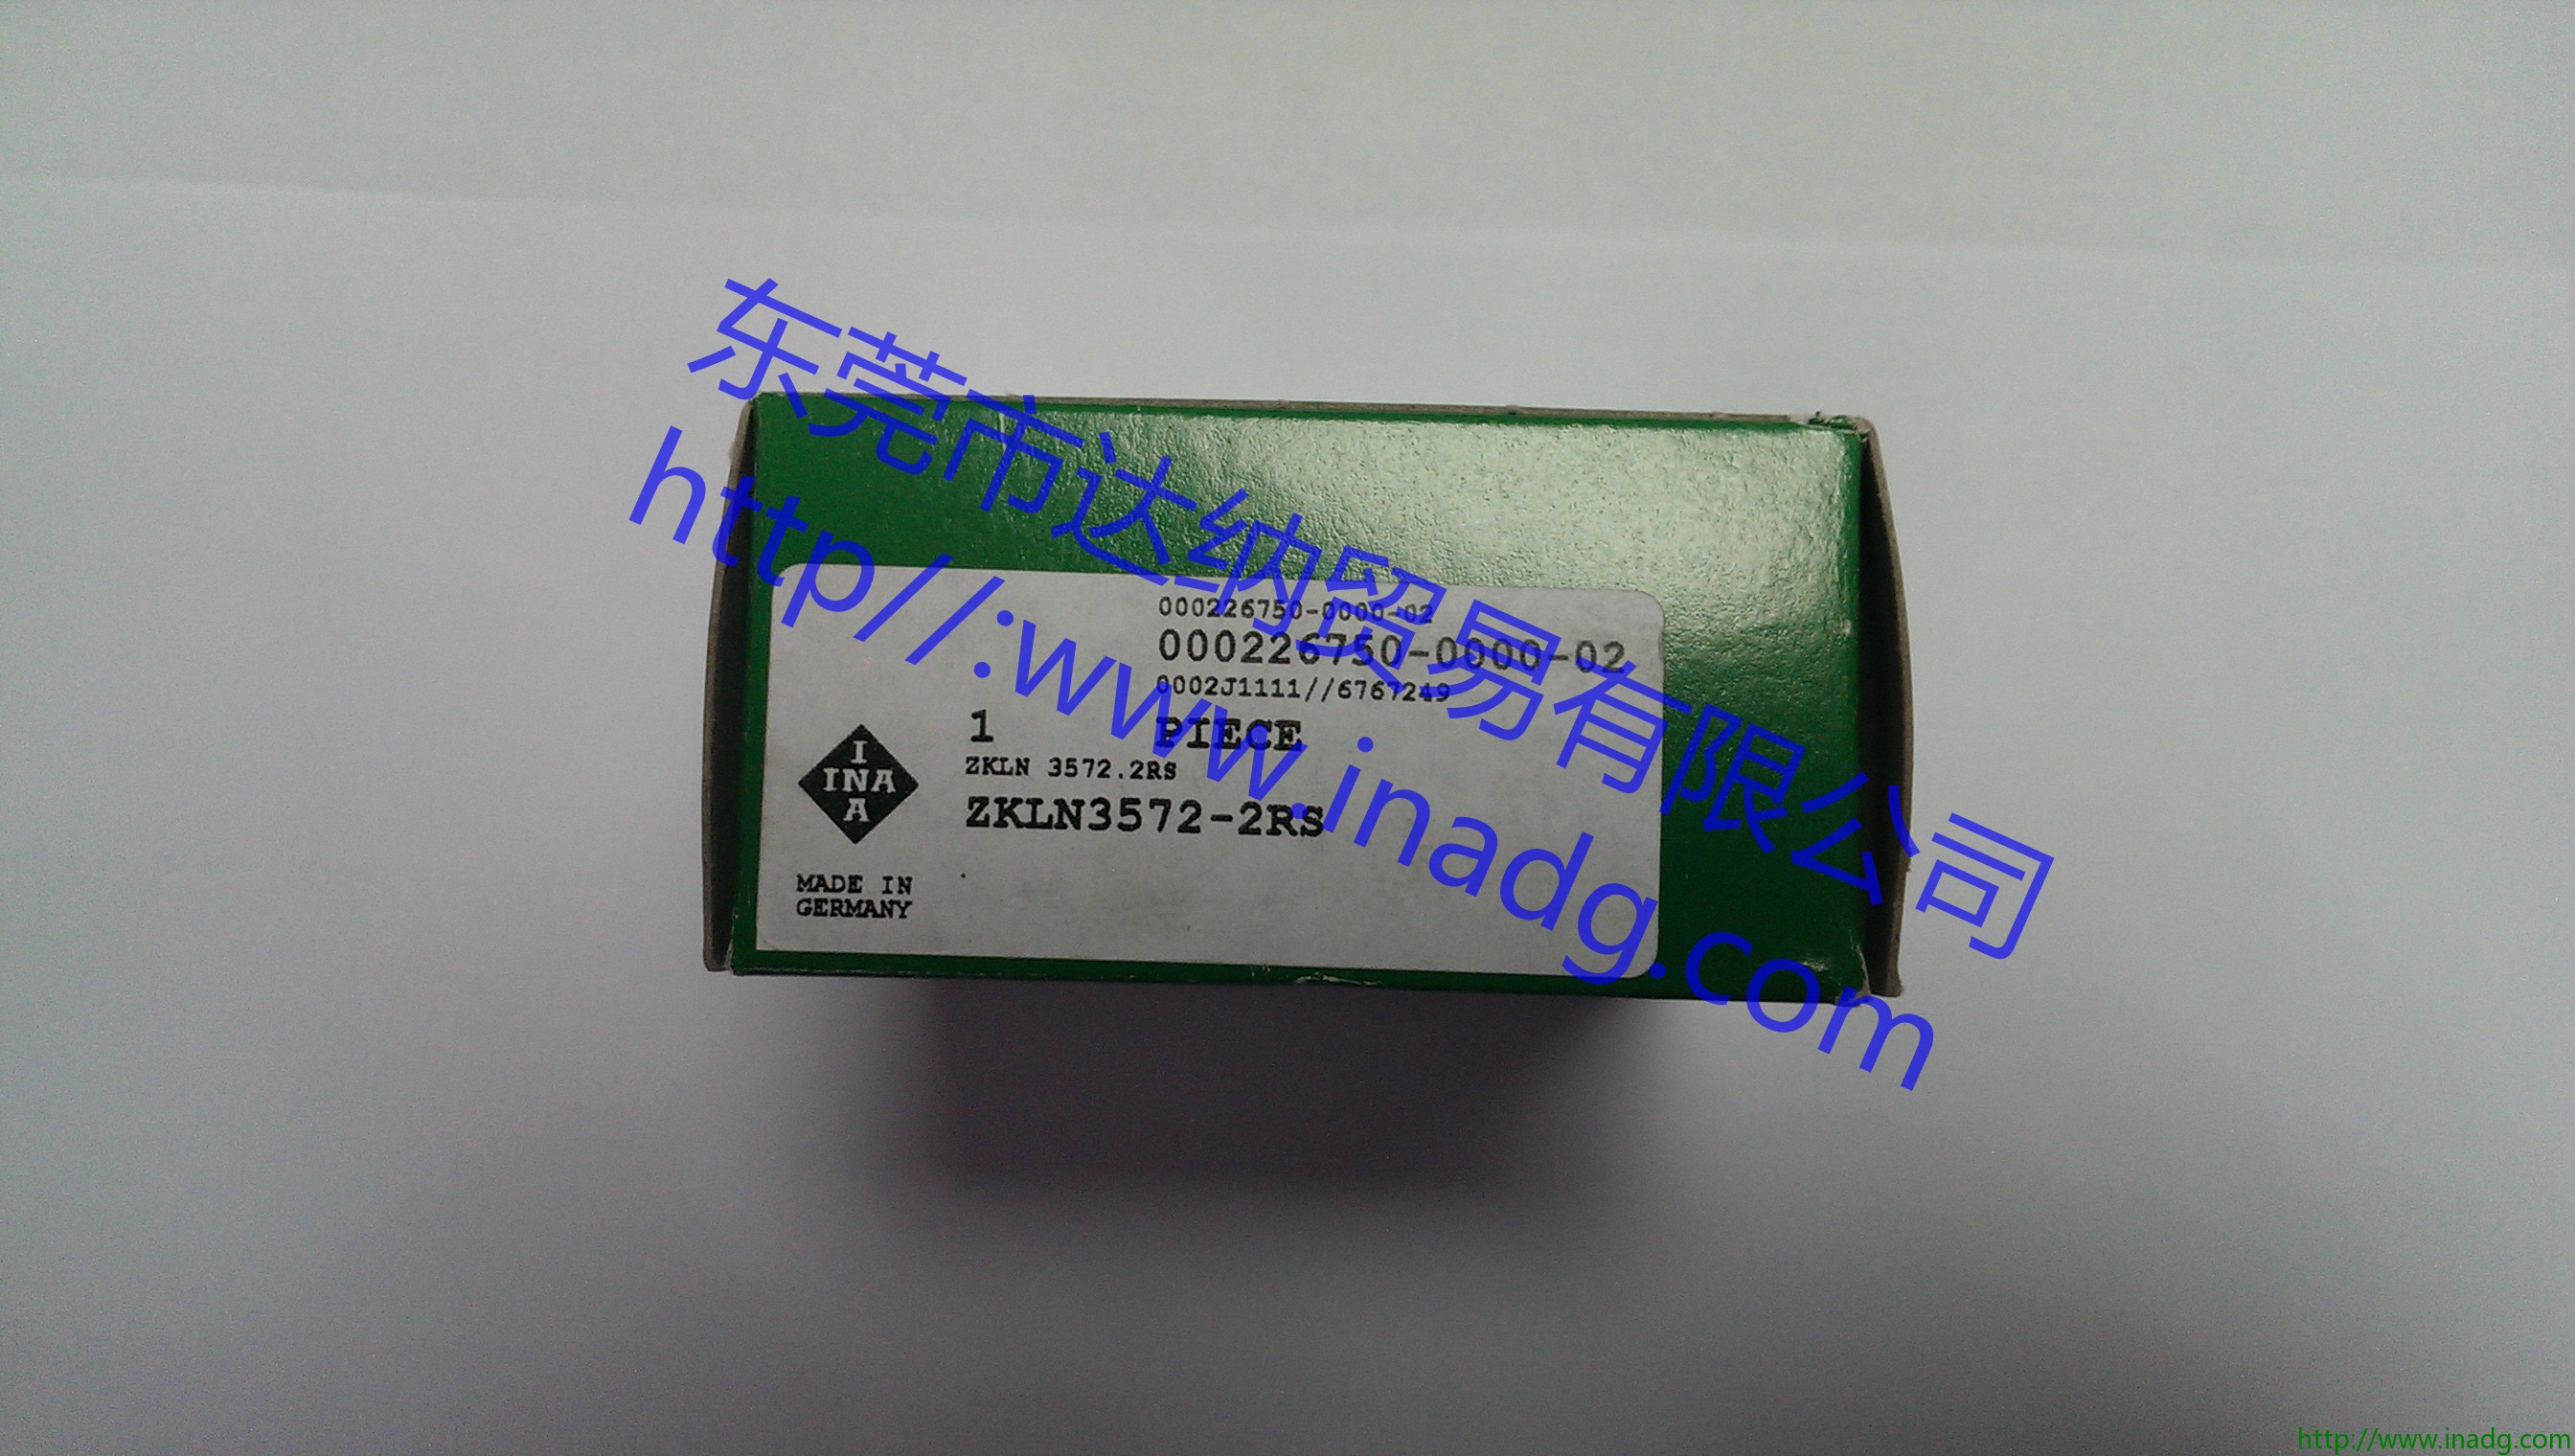 东莞市达纳贸易有限公司
http//:www.inadg.com
000226750-0000-02
000226750-0000-02
0002J1111//6767249
1 PIECE
ZKLN 3572.2RS
ZKLN3572-2RS
I
INA
A
MADE IN
GERMANY
http://www.inadg.com